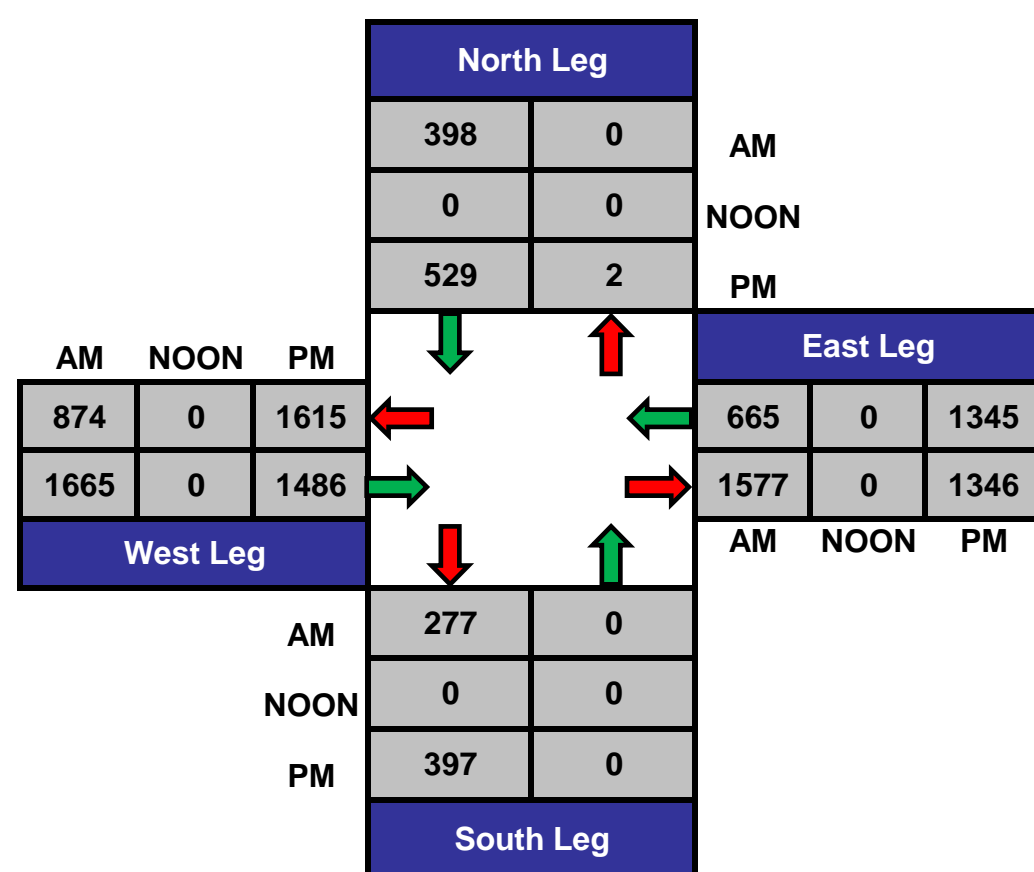 North Leg
398 0 AM
0 0 NOON
529 2 PM
East Leg
AM NOON PM
874 0 1615 665 0 1345
1665 0 1486 1577 0 1346
West Leg AM NOON PM
AM 277 0
NOON 0 0
PM 397 0
South Leg